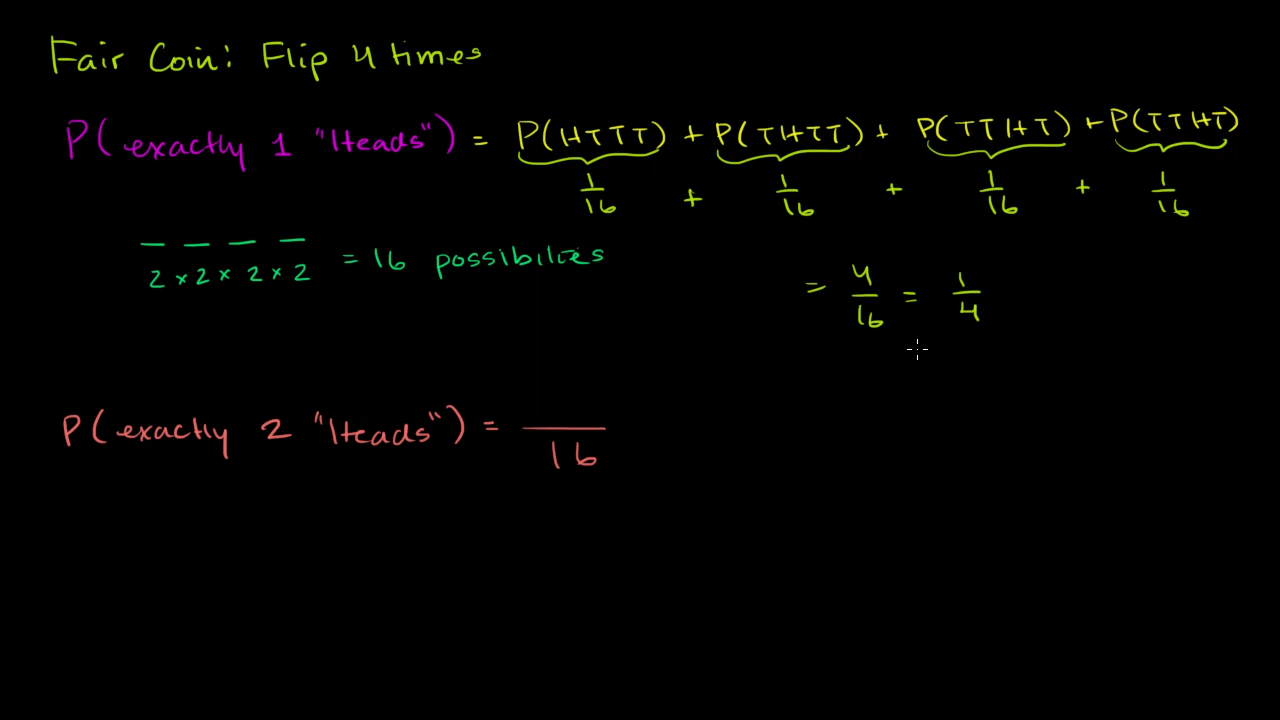 Fair Coin: Flip 4 times
P(exactly 1 "Heads") = P(HTTT) + P(THTT) + P(TTHT) + P(TTHT)
1/16 + 1/16 + 1/16 + 1/16
2 × 2 × 2 × 2 = 16 possibilties
= 4/16 = 1/4
P(exactly 2 "Heads") = /16